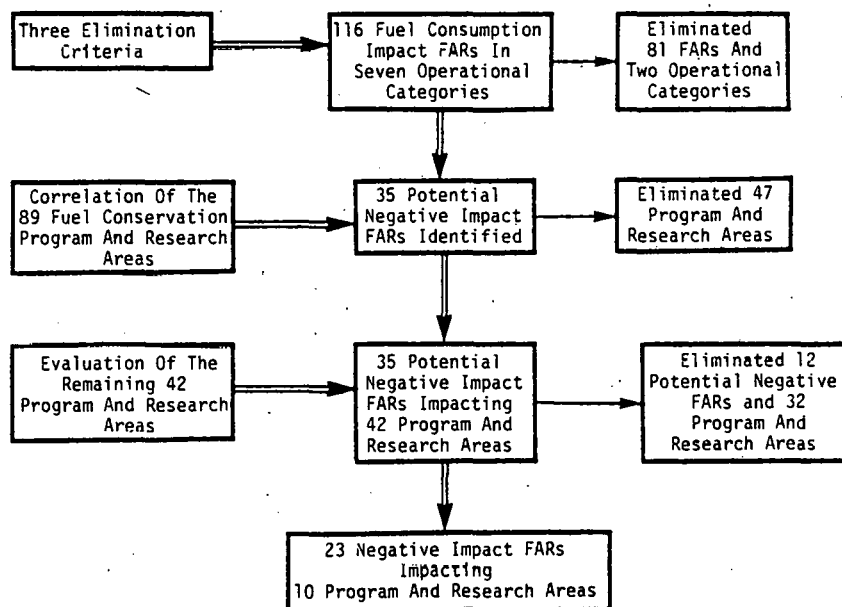 Three Elimination
Criteria
116 Fuel Consumption
Impact FARs In
Seven Operational
Categories
Eliminated
81 FARs And
Two Operational
Categories
Correlation Of The
89 Fuel Conservation
Program And Research
Areas
35 Potential
Negative Impact
FARs Identified
Eliminated 47
Program And
Research Areas
Evaluation Of The
Remaining 42
Program And Research
Areas
35 Potential
Negative Impact
FARs Impacting
42 Program And
Research Areas
Eliminated 12
Potential Negative
FARs and 32
Program And
Research Areas
23 Negative Impact FARs
Impacting
10 Program And Research Areas